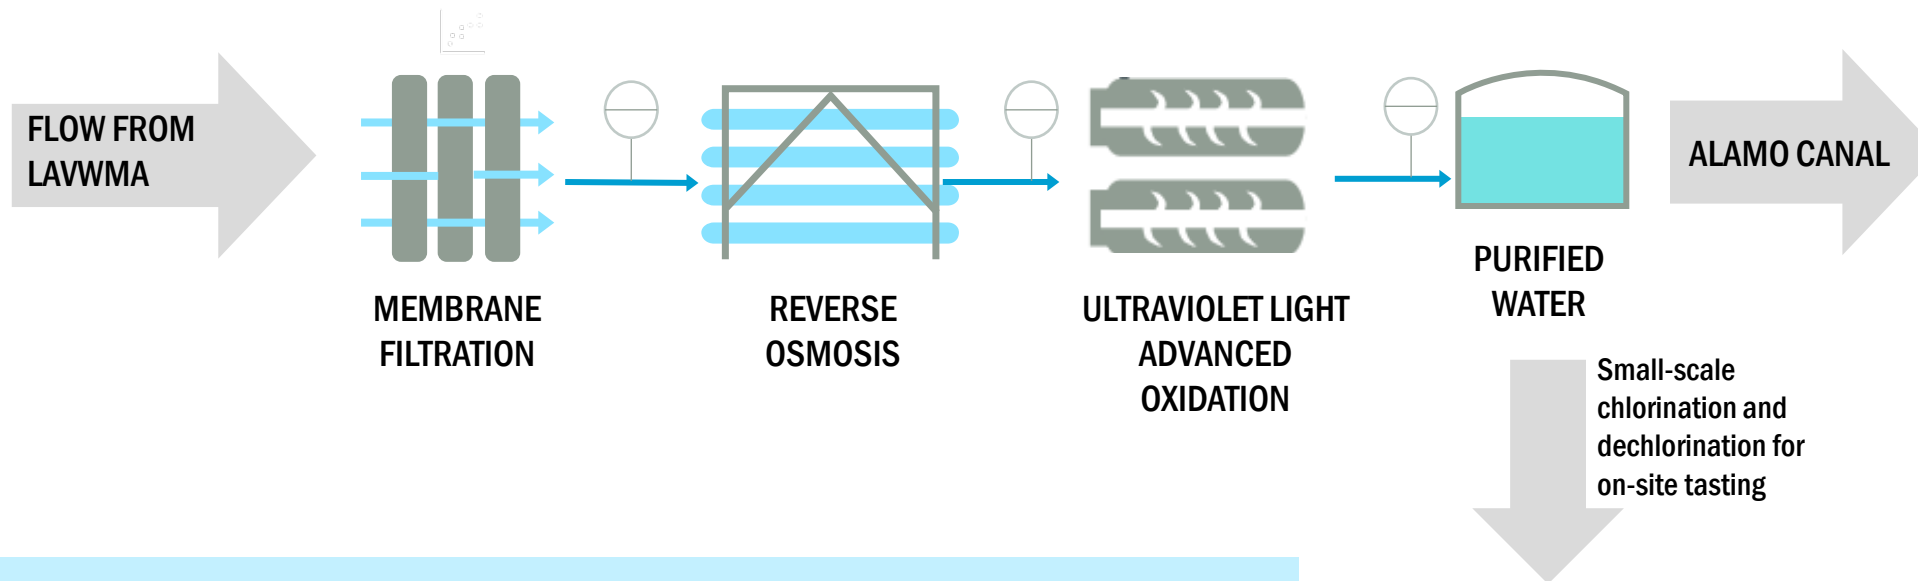 FLOW FROM
LAVWMA
MEMBRANE
FILTRATION
REVERSE
OSMOSIS
ULTRAVIOLET LIGHT
ADVANCED
OXIDATION
PURIFIED
WATER
ALAMO CANAL
Small-scale
chlorination and
dechlorination for
on-site tasting